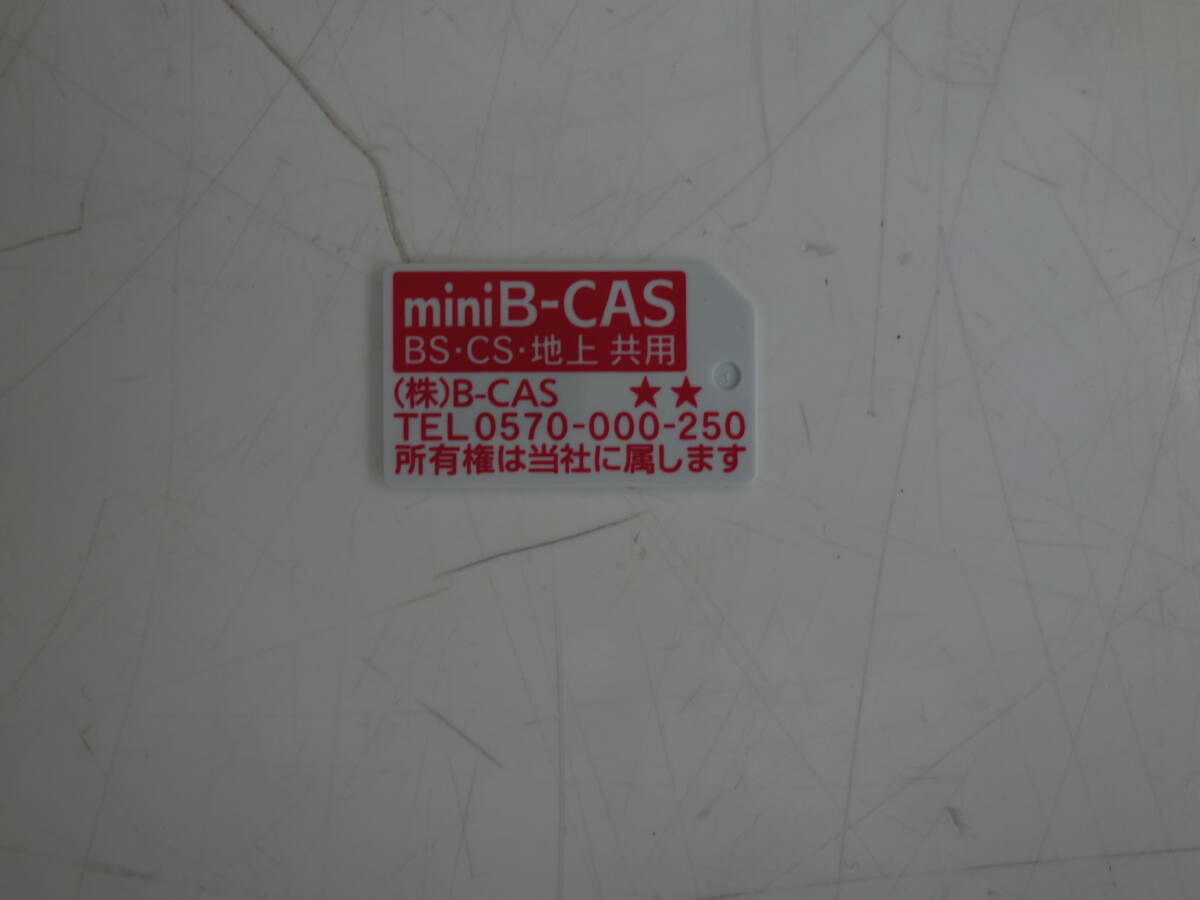 miniB-CAS
BS・CS・地上 共用
(株)B-CAS ★★
TEL0570-000-250
所有権は当社に属します